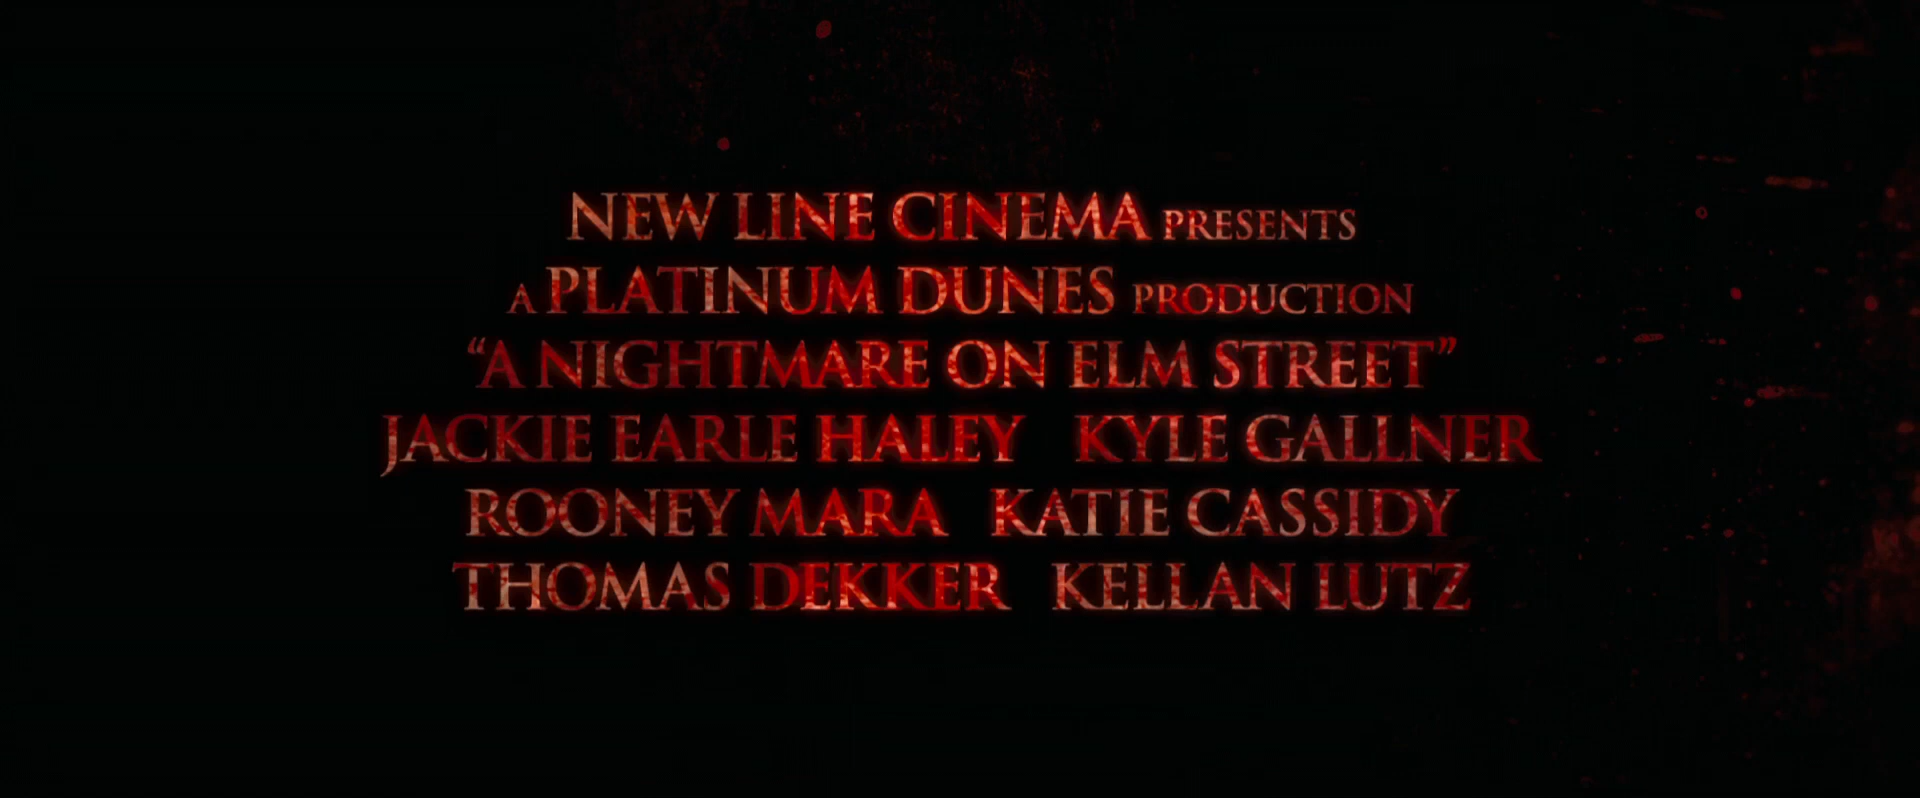 NEW LINE CINEMA PRESENTS
A PLATINUM DUNES PRODUCTION
“A NIGHTMARE ON ELM STREET”
JACKIE EARLE HALEY KYLE GALLNER
ROONEY MARA KATIE CASSIDY
THOMAS DEKKER KELLAN LUTZ